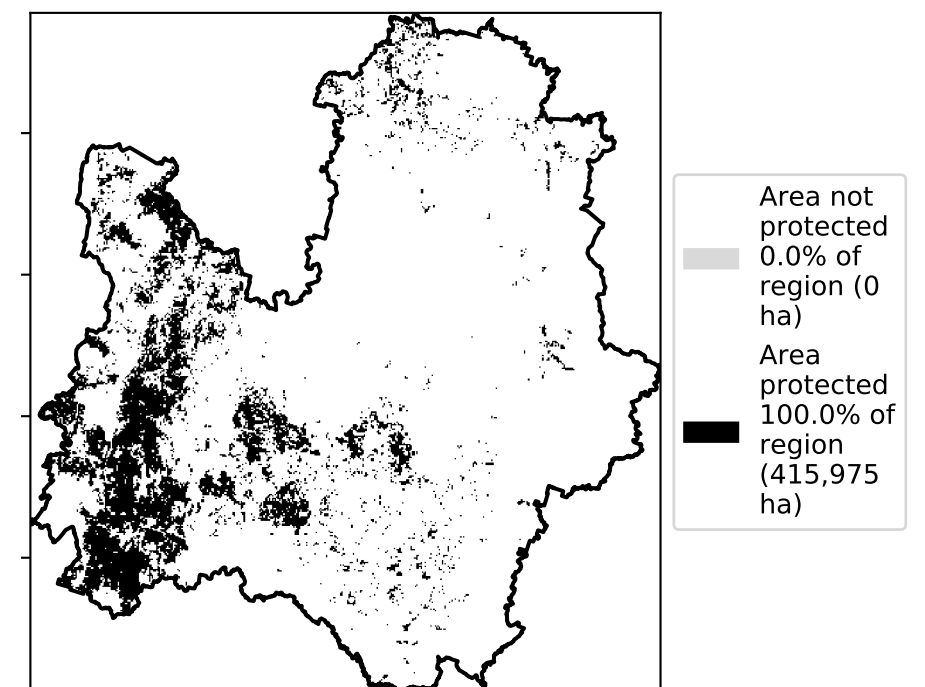 Area not
protected
0.0% of
region (0
ha)
Area
protected
100.0% of
region
(415,975
ha)